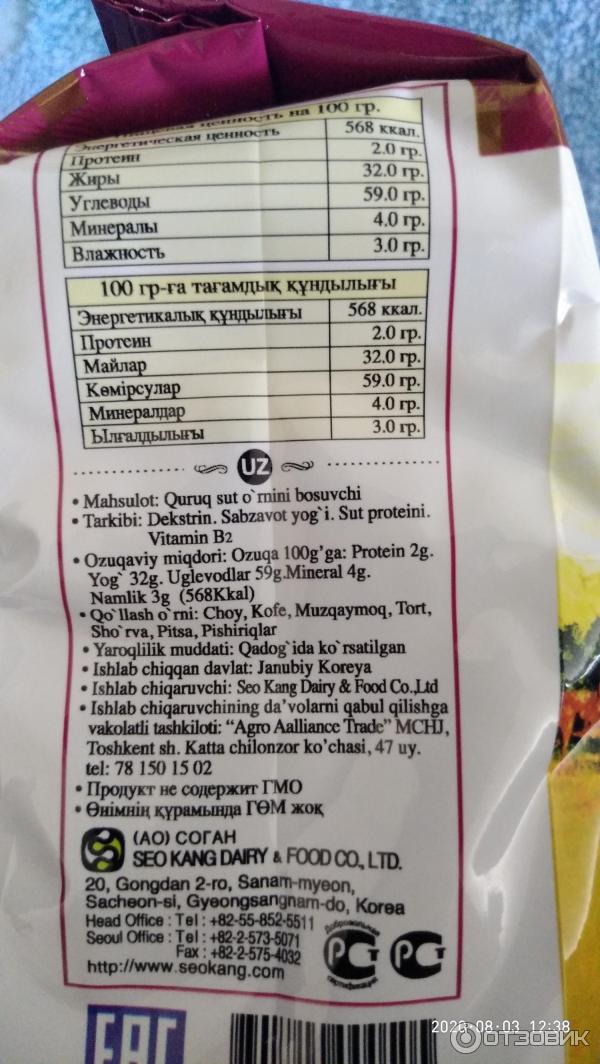 Пищевая ценность на 100 гр.
Энергетическая ценность 568 ккал.
Протеин 2.0 гр.
Жиры 32.0 гр.
Углеводы 59.0 гр.
Минералы 4.0 гр.
Влажность 3.0 гр.
100 гр-ға тағамдық құндылығы
Энергетикалық құндылығы 568 ккал.
Протеин 2.0 гр.
Майлар 32.0 гр.
Көмірсулар 59.0 гр.
Минералдар 4.0 гр.
Ылғалдылығы 3.0 гр.
UZ
• Mahsulot: Quruq sut o`rnini bosuvchi
• Tarkibi: Dekstrin. Sabzavot yog`i. Sut proteini.
Vitamin B2
• Ozuqaviy miqdori: Ozuqa 100g'ga: Protein 2g.
Yog` 32g. Uglevodlar 59g.Mineral 4g.
Namlik 3g (568Kkal)
• Qo`llash o`rni: Choy, Kofe, Muzqaymoq, Tort,
Sho`rva, Pitsa, Pishiriqlar
• Yaroqlilik muddati: Qadog`ida ko`rsatilgan
• Ishlab chiqqan davlat: Janubiy Koreya
• Ishlab chiqaruvchi: Seo Kang Dairy & Food Co.,Ltd
• Ishlab chiqaruvchining da'volarni qabul qilishga
vakolatli tashkiloti: “Agro Aalliance Trade” MCHJ,
Toshkent sh. Katta chilonzor ko'chasi, 47 uy.
tel: 78 150 15 02
• Продукт не содержит ГМО
• Өнімнің құрамында ГӨМ жоқ
(АО) СОГАН
SEO KANG DAIRY & FOOD CO., LTD.
20, Gongdan 2-ro, Sanam-myeon,
Sacheon-si, Gyeongsangnam-do, Korea
Head Office : Tel : +82-55-852-5511
Seoul Office : Tel : +82-2-573-5071
Fax : +82-2-575-4032
http://www.seokang.com
Добровольная
РСТ РСТ
сертификация
EAC
2020-08-03 12:38
ОТЗОВИК